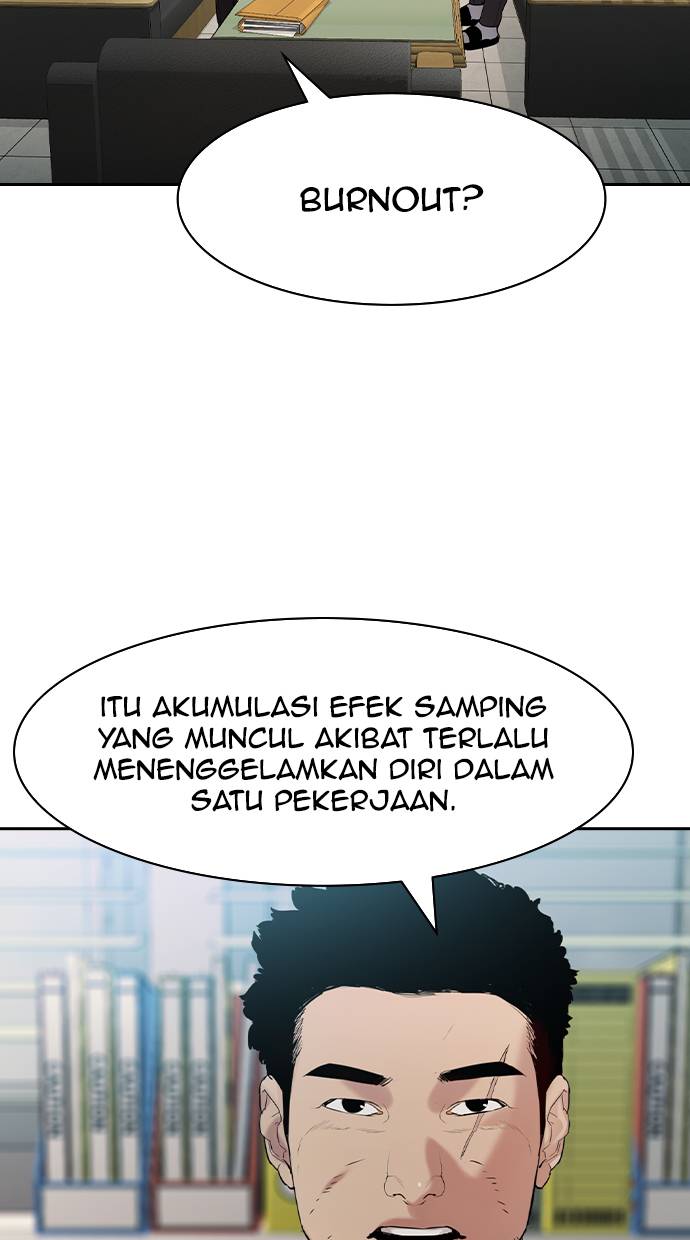 BURNOUT?
ITU AKUMULASI EFEK SAMPING
YANG MUNCUL AKIBAT TERLALU
MENENGGELAMKAN DIRI DALAM
SATU PEKERJAAN.